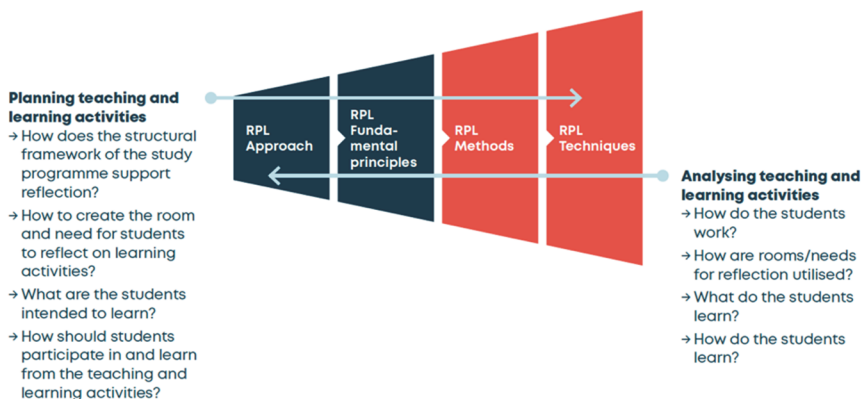 Planning teaching and
learning activities
→ How does the structural
framework of the study
programme support
reflection?
→ How to create the room
and need for students
to reflect on learning
activities?
→ What are the students
intended to learn?
→ How should students
participate in and learn
from the teaching and
learning activities?
RPL
Approach
RPL
Funda-
mental
principles
RPL
Methods
RPL
Techniques
Analysing teaching and
learning activities
→ How do the students
work?
→ How are rooms/needs
for reflection utilised?
→ What do the students
learn?
→ How do the students
learn?